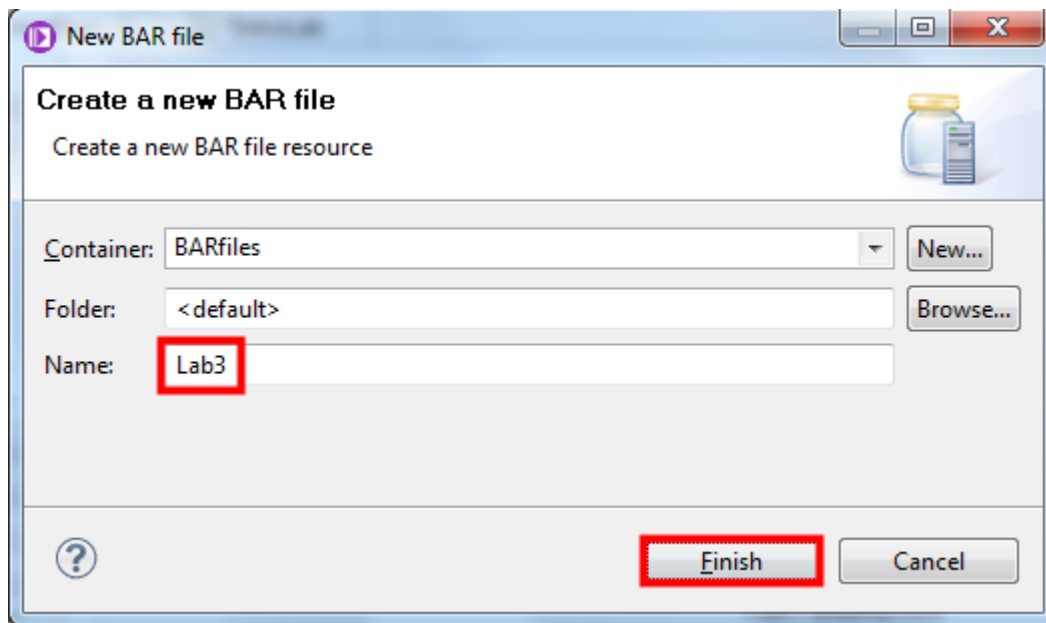 New BAR file
Create a new BAR file
Create a new BAR file resource
Container: BARfiles New...
Folder: <default> Browse...
Name: Lab3
Finish Cancel